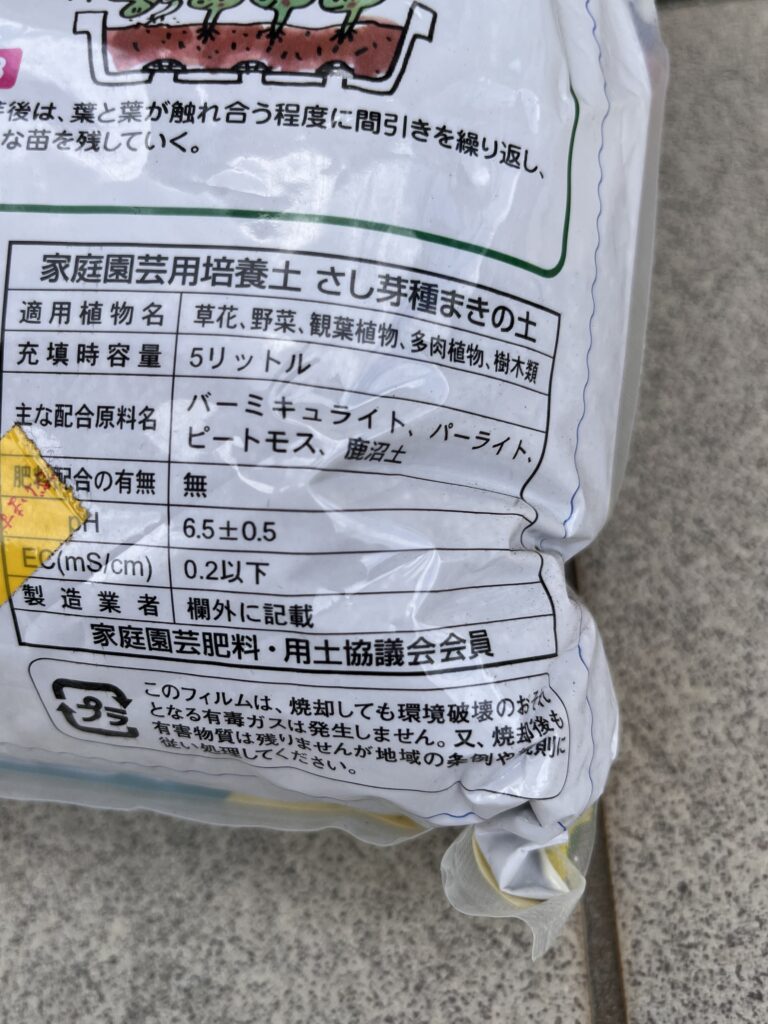 3
芽後は、葉と葉が触れ合う程度に間引きを繰り返し、
な苗を残していく。
家庭園芸用培養土 さし芽種まきの土
適用植物名 草花、野菜、観葉植物、多肉植物、樹木類
充填時容量 5リットル
主な配合原料名 バーミキュライト、パーライト、
ピートモス、鹿沼土
肥料配合の有無 無
pH 6.5±0.5
EC(mS/cm) 0.2以下
製造業者 欄外に記載
家庭園芸肥料・用土協議会会員
プラ
このフィルムは、焼却しても環境破壊のおそれ
となる有毒ガスは発生しません。又、焼却後も
有害物質は残りませんが地域の条例や規則に
従い処理してください。